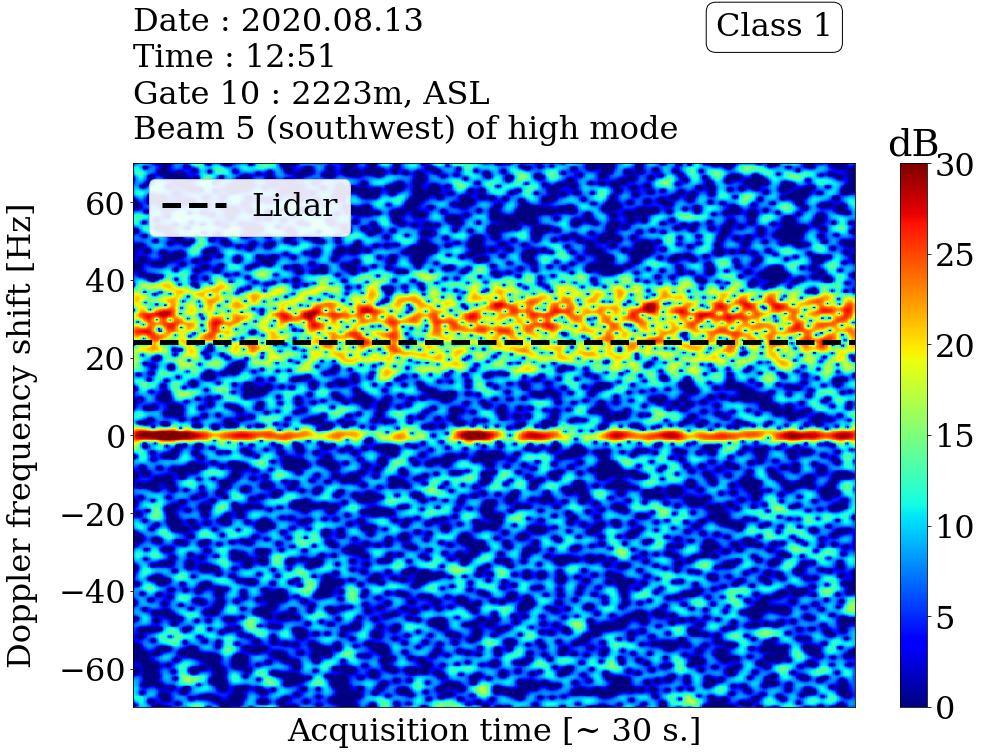 Date : 2020.08.13
Time : 12:51
Gate 10 : 2223m, ASL
Beam 5 (southwest) of high mode
Class 1
dB
Lidar
Doppler frequency shift [Hz]
60
40
20
0
−20
−40
−60
30
25
20
15
10
5
0
Acquisition time [~ 30 s.]